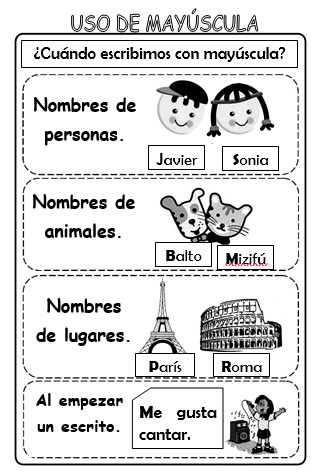 USO DE MAYÚSCULA
¿Cuándo escribimos con mayúscula?
Nombres de
personas.
Javier
Sonia
Nombres de
animales.
Balto
Mizifú
Nombres
de lugares.
París
Roma
Al empezar
un escrito.
Me gusta
cantar.